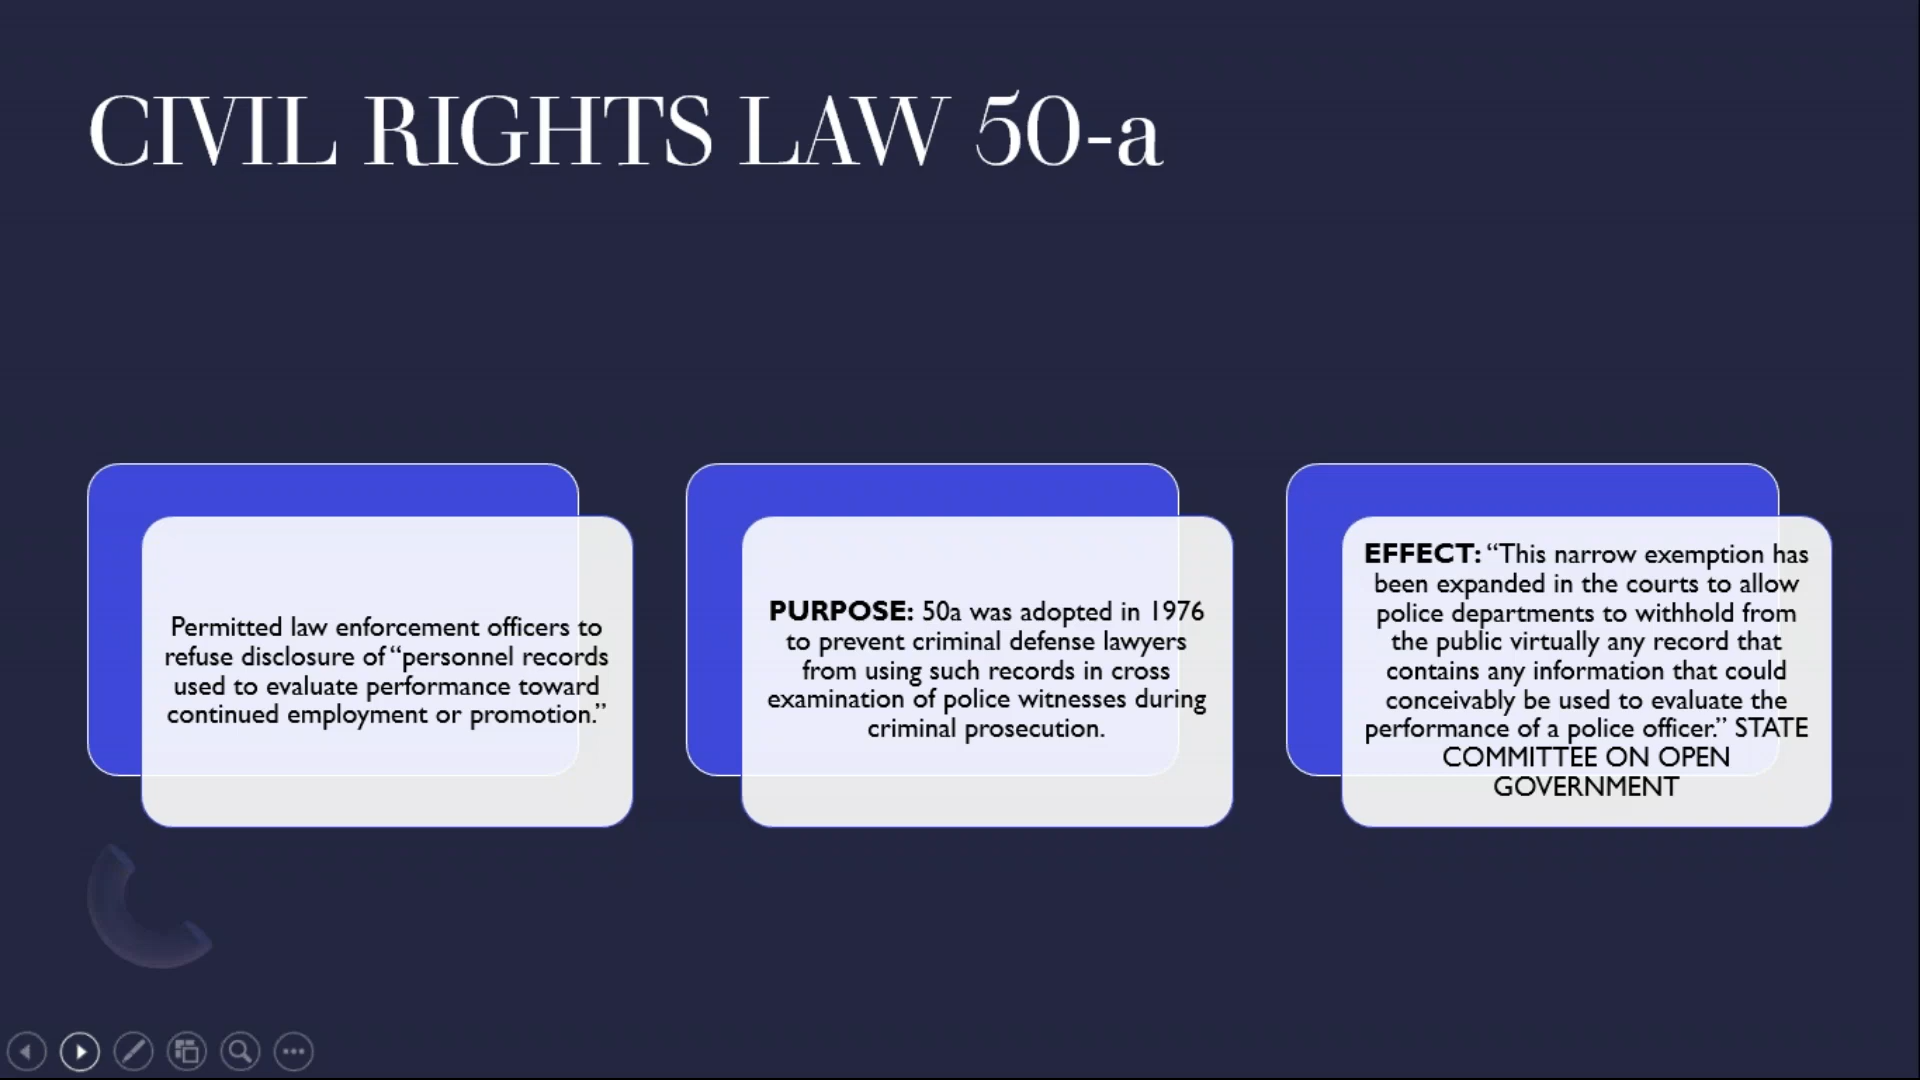 CIVIL RIGHTS LAW 50-a
Permitted law enforcement officers to
refuse disclosure of “personnel records
used to evaluate performance toward
continued employment or promotion.”
PURPOSE: 50a was adopted in 1976
to prevent criminal defense lawyers
from using such records in cross
examination of police witnesses during
criminal prosecution.
EFFECT: “This narrow exemption has
been expanded in the courts to allow
police departments to withhold from
the public virtually any record that
contains any information that could
conceivably be used to evaluate the
performance of a police officer.” STATE
COMMITTEE ON OPEN
GOVERNMENT